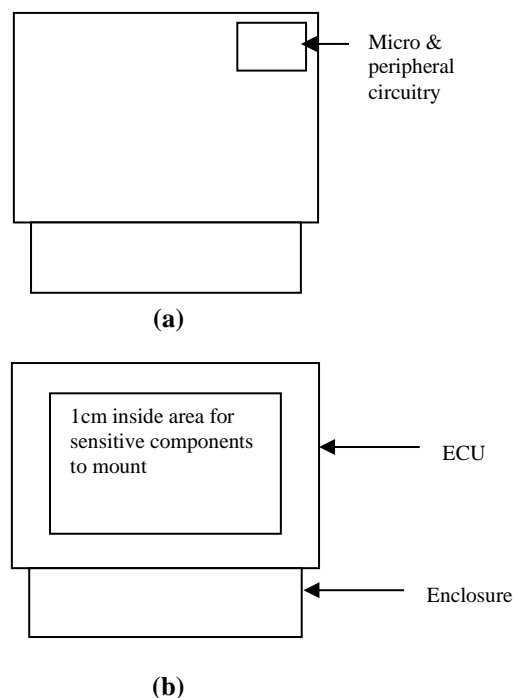 Micro &
peripheral
circuitry
(a)
1cm inside area for
sensitive components
to mount
ECU
Enclosure
(b)